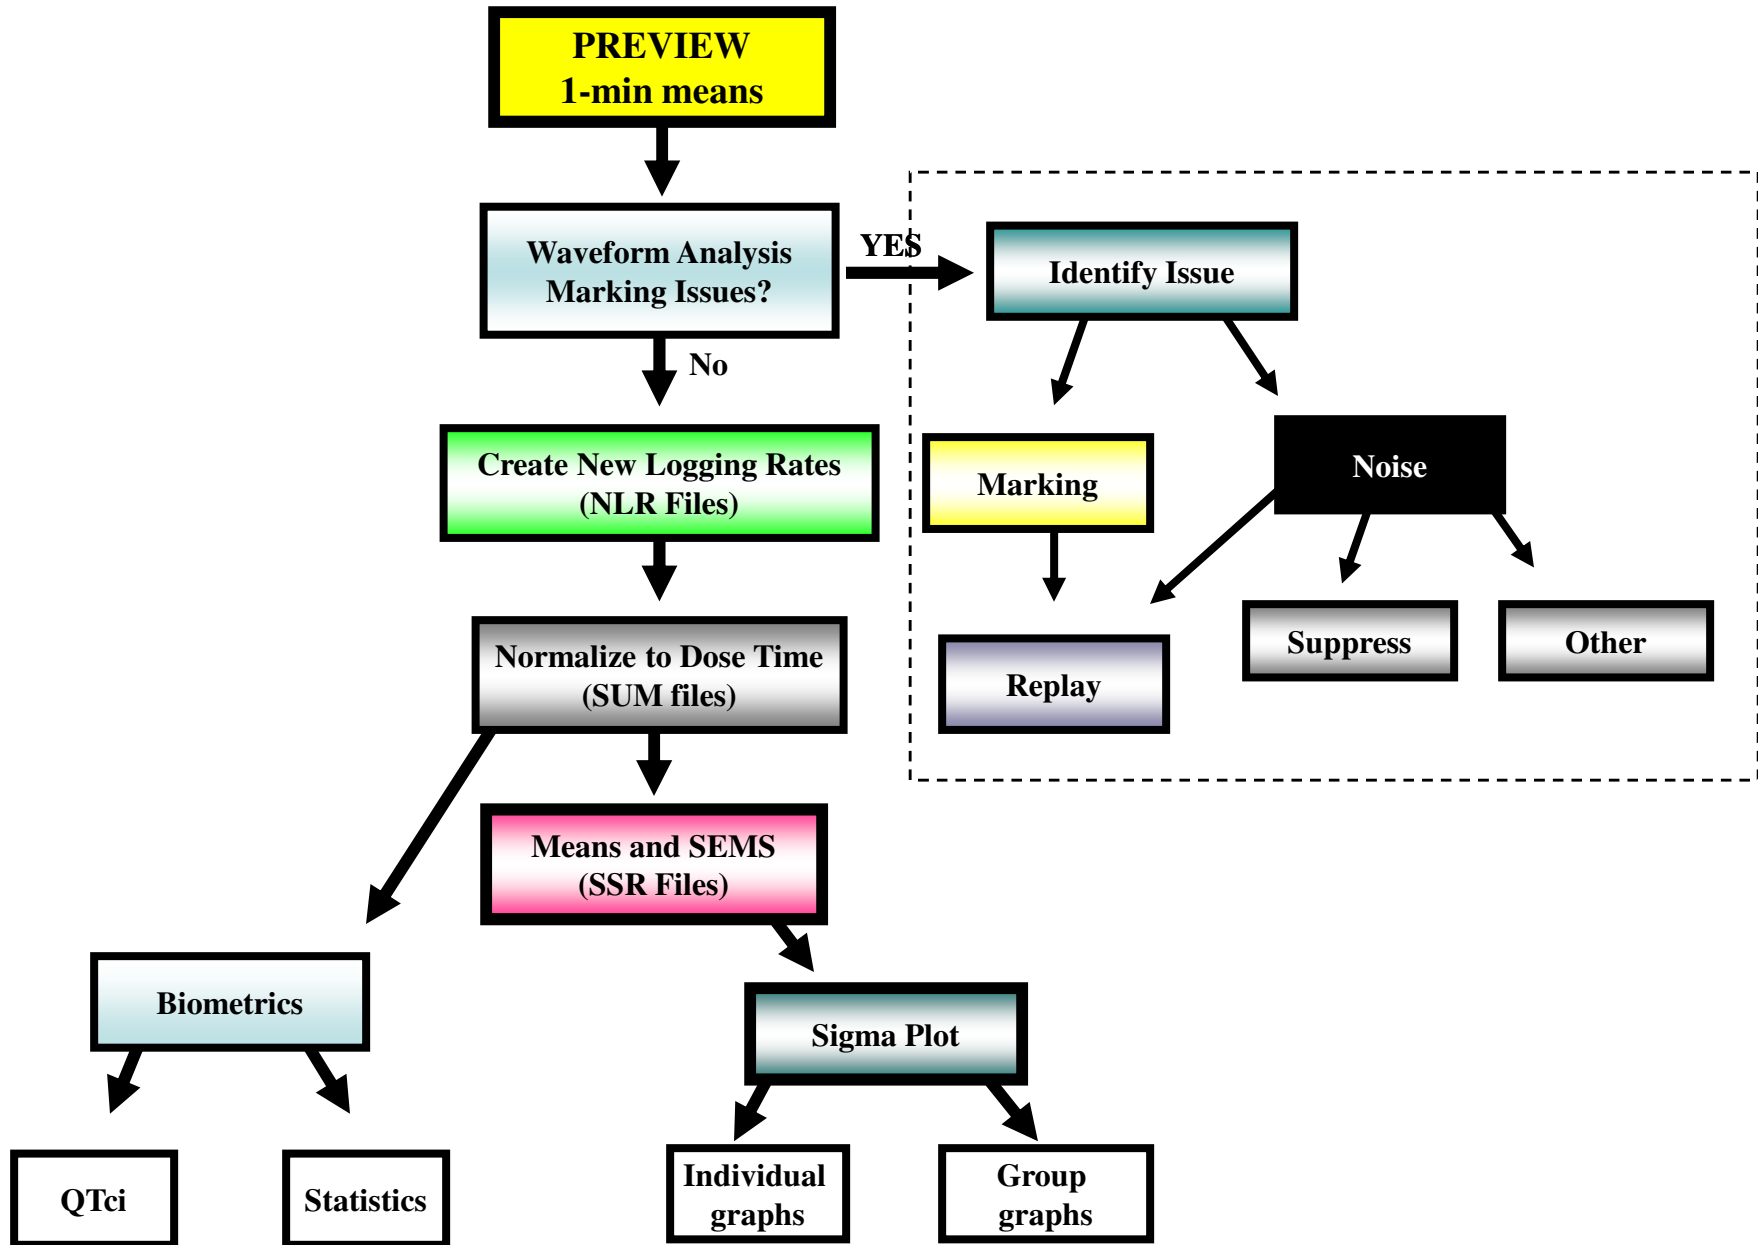 PREVIEW
1-min means
Waveform Analysis
Marking Issues?
YES
Identify Issue
No
Create New Logging Rates
(NLR Files)
Marking
Noise
Normalize to Dose Time
(SUM files)
Replay
Suppress
Other
Means and SEMS
(SSR Files)
Biometrics
Sigma Plot
QTci
Statistics
Individual
graphs
Group
graphs